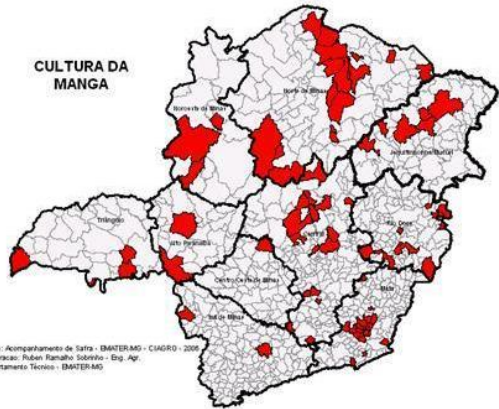 CULTURA DA
MANGA
Noroeste de Minas
Norte de Minas
Jequitinhonha/Mucuri
Triângulo
Alto Paranaíba
Central
Rio Doce
Centro Oeste de Minas
Sul de Minas
Mata
: Acompanhamento de Safra - EMATER-MG - CIAGRO - 2006
racao: Ruben Ramalho Sobrinho - Eng. Agr.
rtamento Técnico - EMATER-MG